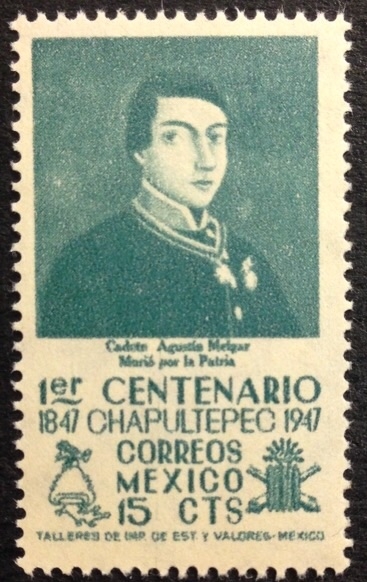 Cadete Agustin Melgar
Murió por la Patria
1er CENTENARIO
1847 CHAPULTEPEC 1947
CORREOS
MEXICO
15 CTS
TALLERES DE IMP. DE EST. Y VALORES-MEXICO